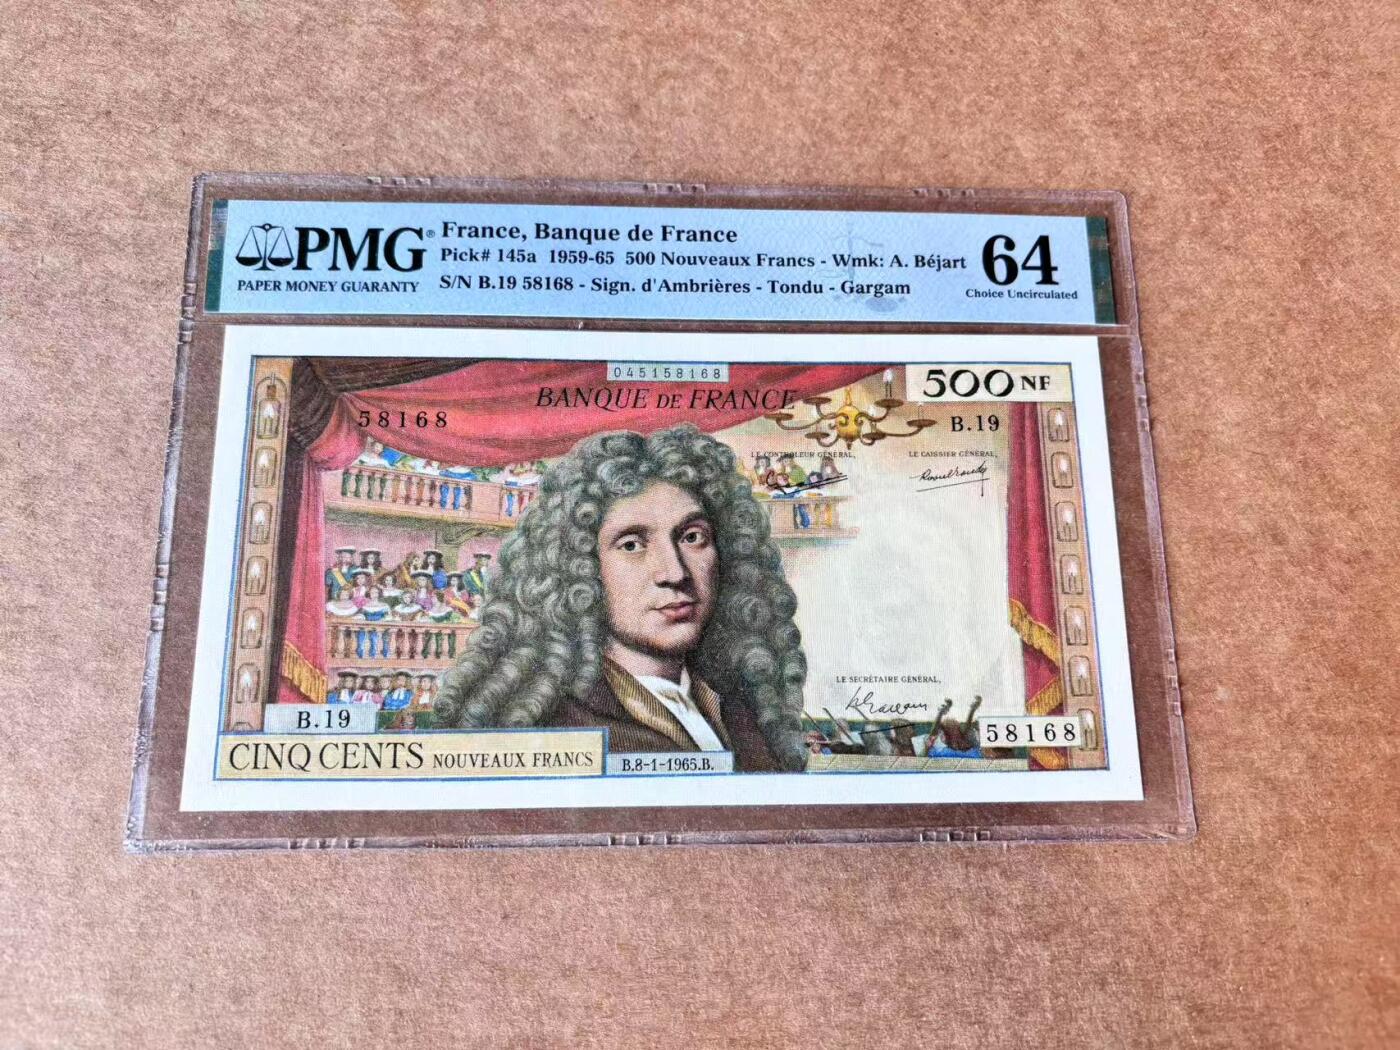 PMG®
PAPER MONEY GUARANTY
France, Banque de France
Pick# 145a 1959-65 500 Nouveaux Francs - Wmk: A. Béjart
S/N B.19 58168 - Sign. d'Ambrières - Tondu - Gargam
64
Choice Uncirculated
045158168
BANQUE DE FRANCE
500 NF
58168
B.19
LE CONTROLEUR GÉNÉRAL,
LE CAISSIER GÉNÉRAL,
LE SECRÉTAIRE GÉNÉRAL,
B.19
58168
CINQ CENTS NOUVEAUX FRANCS
B.8-1-1965.B.